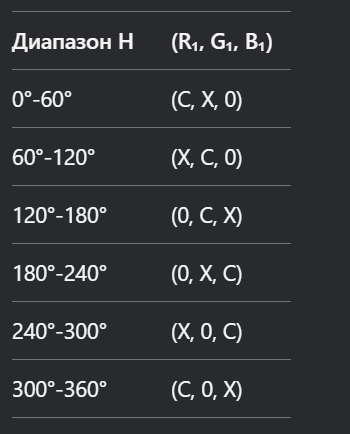 Диапазон H (R₁, G₁, B₁)
0°-60° (C, X, 0)
60°-120° (X, C, 0)
120°-180° (0, C, X)
180°-240° (0, X, C)
240°-300° (X, 0, C)
300°-360° (C, 0, X)